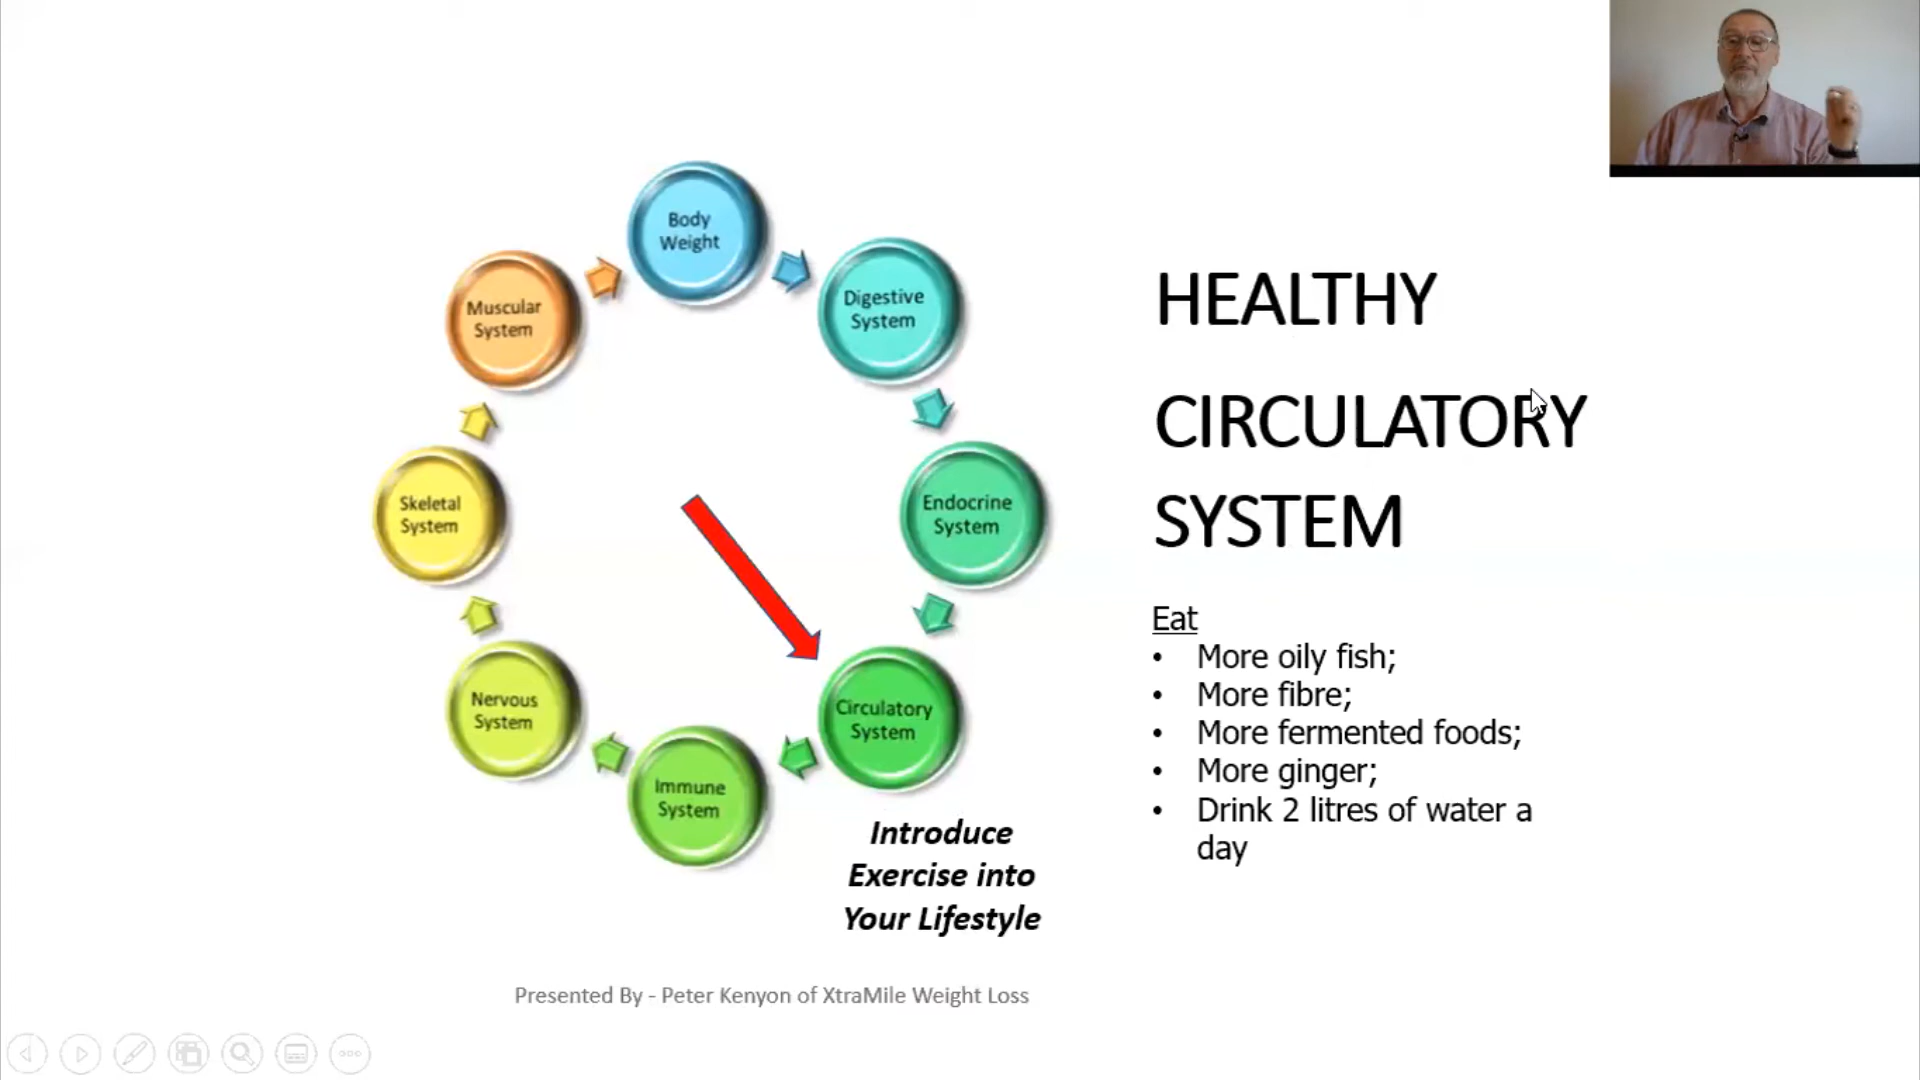 Body
Weight
Digestive
System
Endocrine
System
Circulatory
System
Immune
System
Nervous
System
Skeletal
System
Muscular
System
Introduce
Exercise into
Your Lifestyle
HEALTHY
CIRCULATORY
SYSTEM
Eat
• More oily fish;
• More fibre;
• More fermented foods;
• More ginger;
• Drink 2 litres of water a
day
Presented By - Peter Kenyon of XtraMile Weight Loss